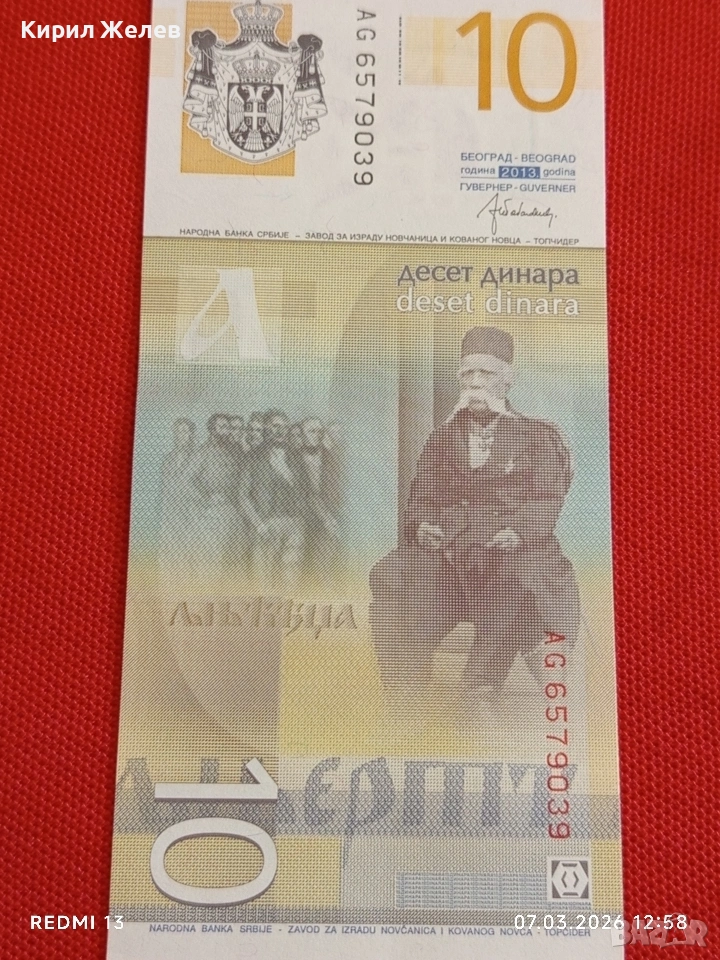 Кирил Желев
AG 6579039
10
БЕОГРАД - BEOGRAD
година 2013. godina
ГУВЕРНЕР - GUVERNER
НАРОДНА БАНКА СРБИЈЕ - ЗАВОД ЗА ИЗРАДУ НОВЧАНИЦА И КОВАНОГ НОВЦА - ТОПЧИДЕР
десет динара
deset dinara
AG 6579039
10
NARODNA BANKA SRBIJE - ZAVOD ZA IZRADU NOVČANICA I KOVANOG NOVCA - TOPČIDER
REDMI 13
07.03.2026 12:58
BAZAR